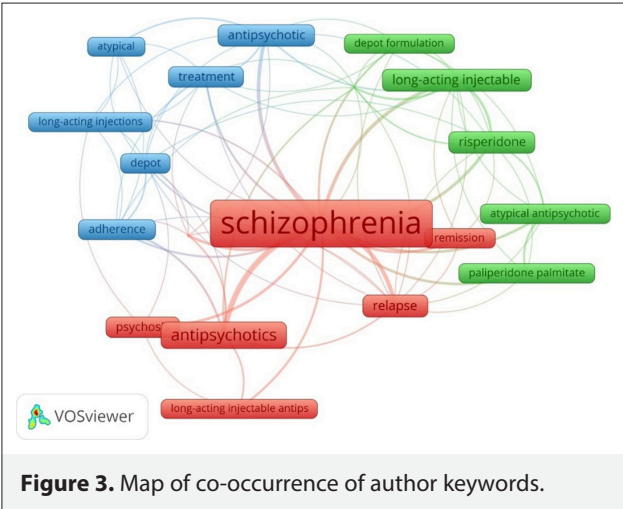 antipsychotic
depot formulation
atypical
treatment
long-acting injectable
long-acting injections
risperidone
depot
schizophrenia
atypical antipsychotic
adherence
remission
paliperidone palmitate
relapse
psychosi
antipsychotics
long-acting injectable antips
VOSviewer
Figure 3. Map of co-occurrence of author keywords.